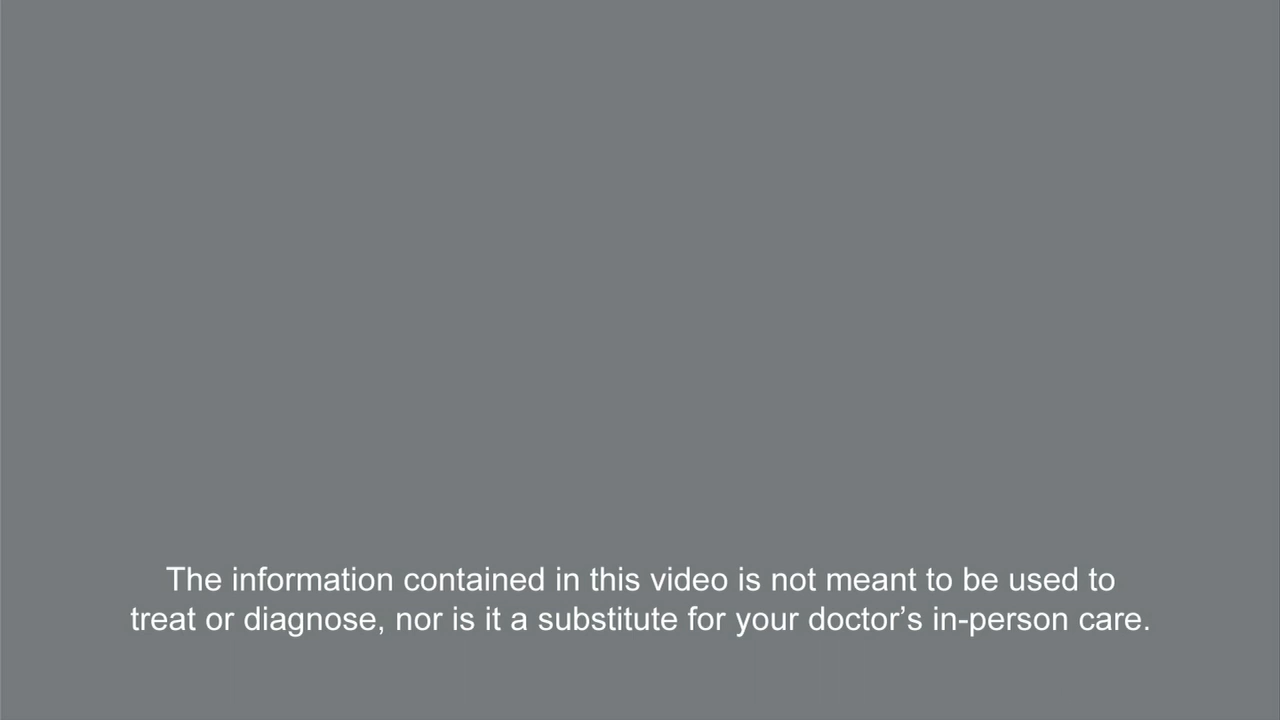 The information contained in this video is not meant to be used to
treat or diagnose, nor is it a substitute for your doctor’s in-person care.